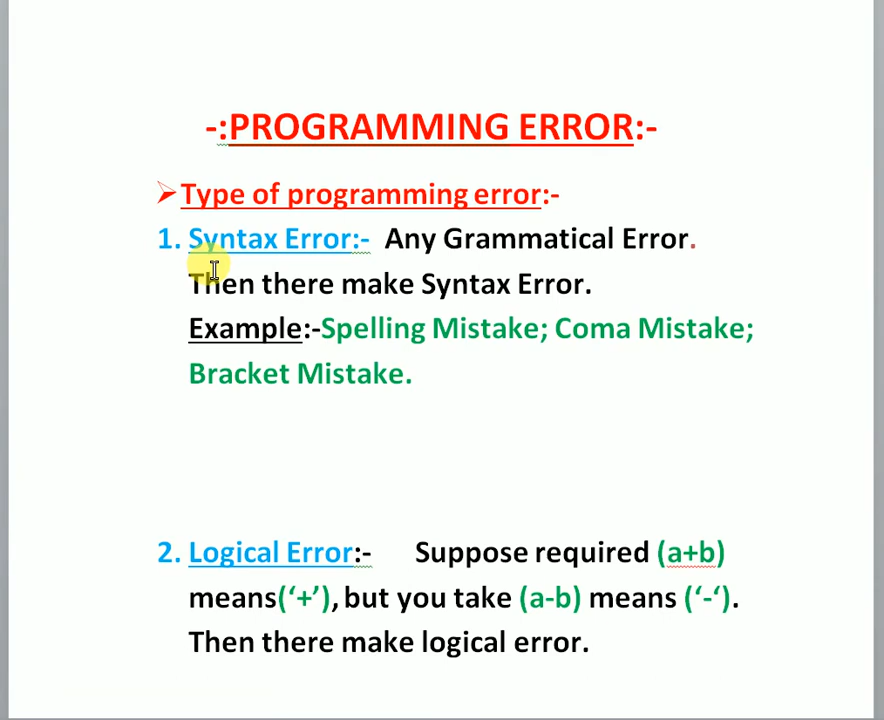 -:PROGRAMMING ERROR:-
➢Type of programming error:-
1. Syntax Error:- Any Grammatical Error.
Then there make Syntax Error.
Example:-Spelling Mistake; Coma Mistake;
Bracket Mistake.
2. Logical Error:- Suppose required (a+b)
means(‘+’), but you take (a-b) means (‘-‘).
Then there make logical error.